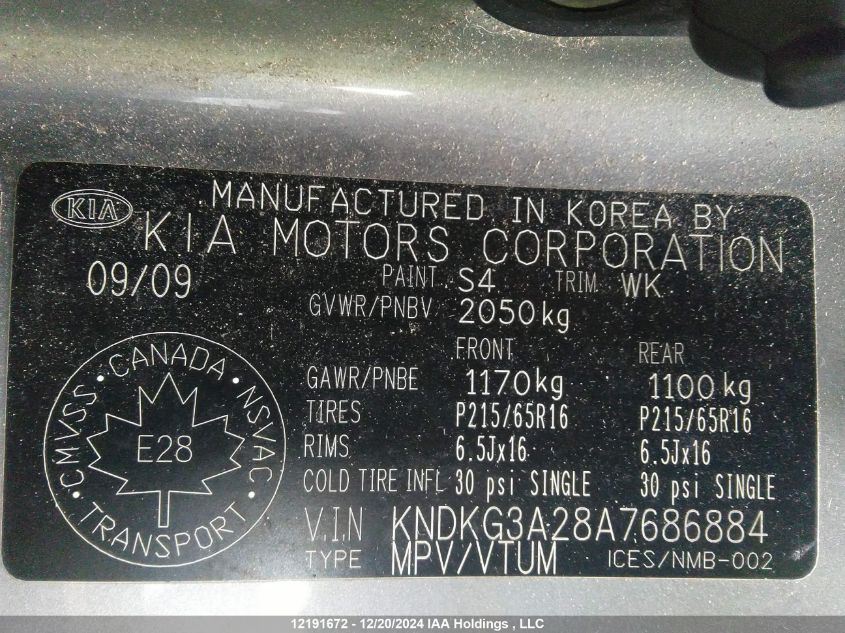 KIA
MANUFACTURED IN KOREA BY
KIA MOTORS CORPORATION
09/09 PAINT S4 TRIM WK
GVWR/PNBV 2050kg
FRONT REAR
GAWR/PNBE 1170kg 1100kg
TIRES P215/65R16 P215/65R16
RIMS 6.5Jx16 6.5Jx16
COLD TIRE INFL 30 psi SINGLE 30 psi SINGLE
V.I.N KNDKG3A28A7686884
TYPE MPV/VTUM ICES/NMB-002
CMVSS • CANADA • NSVAC • TRANSPORT •
E28
12191672 - 12/20/2024 IAA Holdings , LLC